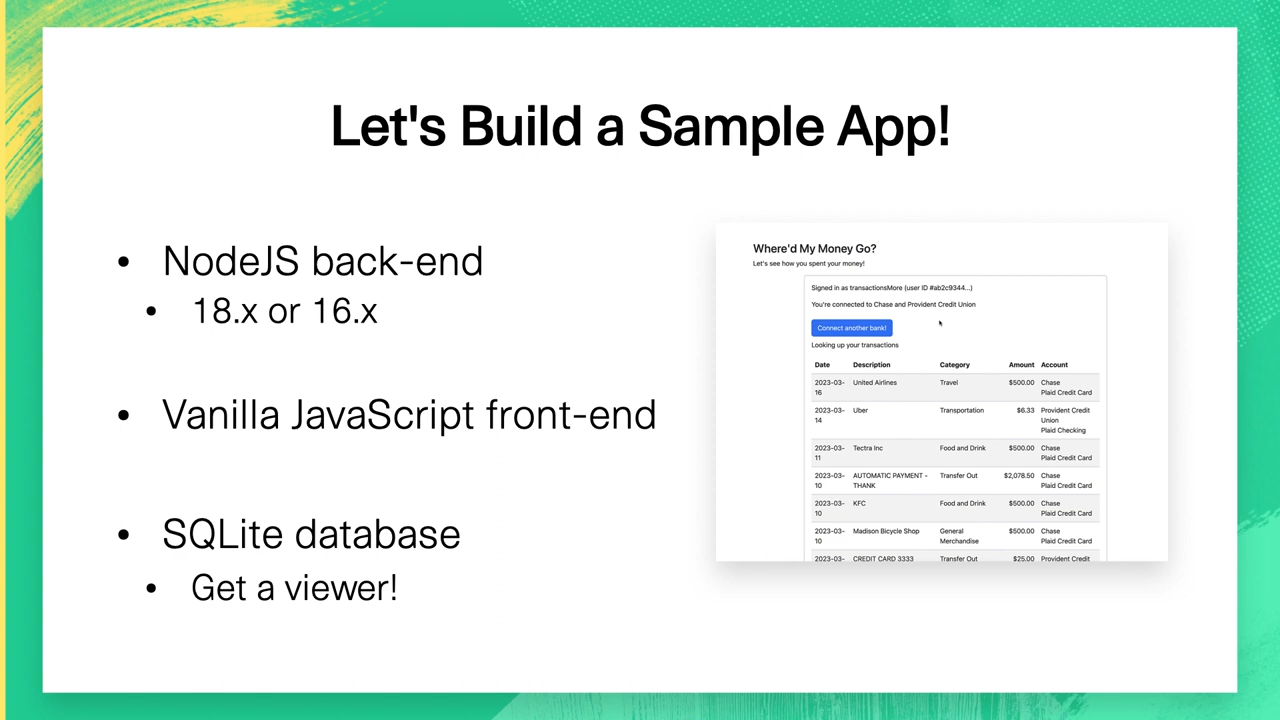 Let's Build a Sample App!
• NodeJS back-end
• 18.x or 16.x
• Vanilla JavaScript front-end
• SQLite database
• Get a viewer!
Where'd My Money Go?
Let's see how you spent your money!
Signed in as transactionsMore (user ID #ab2c9344...)
You're connected to Chase and Provident Credit Union
Connect another bank!
Looking up your transactions
Date Description Category Amount Account
2023-03- United Airlines Travel $500.00 Chase
16 Plaid Credit Card
2023-03- Uber Transportation $6.33 Provident Credit
14 Union
Plaid Checking
2023-03- Tectra Inc Food and Drink $500.00 Chase
11 Plaid Credit Card
2023-03- AUTOMATIC PAYMENT - Transfer Out $2,078.50 Chase
10 THANK Plaid Credit Card
2023-03- KFC Food and Drink $500.00 Chase
10 Plaid Credit Card
2023-03- Madison Bicycle Shop General $500.00 Chase
10 Merchandise Plaid Credit Card
2023-03- CREDIT CARD 3333 Transfer Out $25.00 Provident Credit